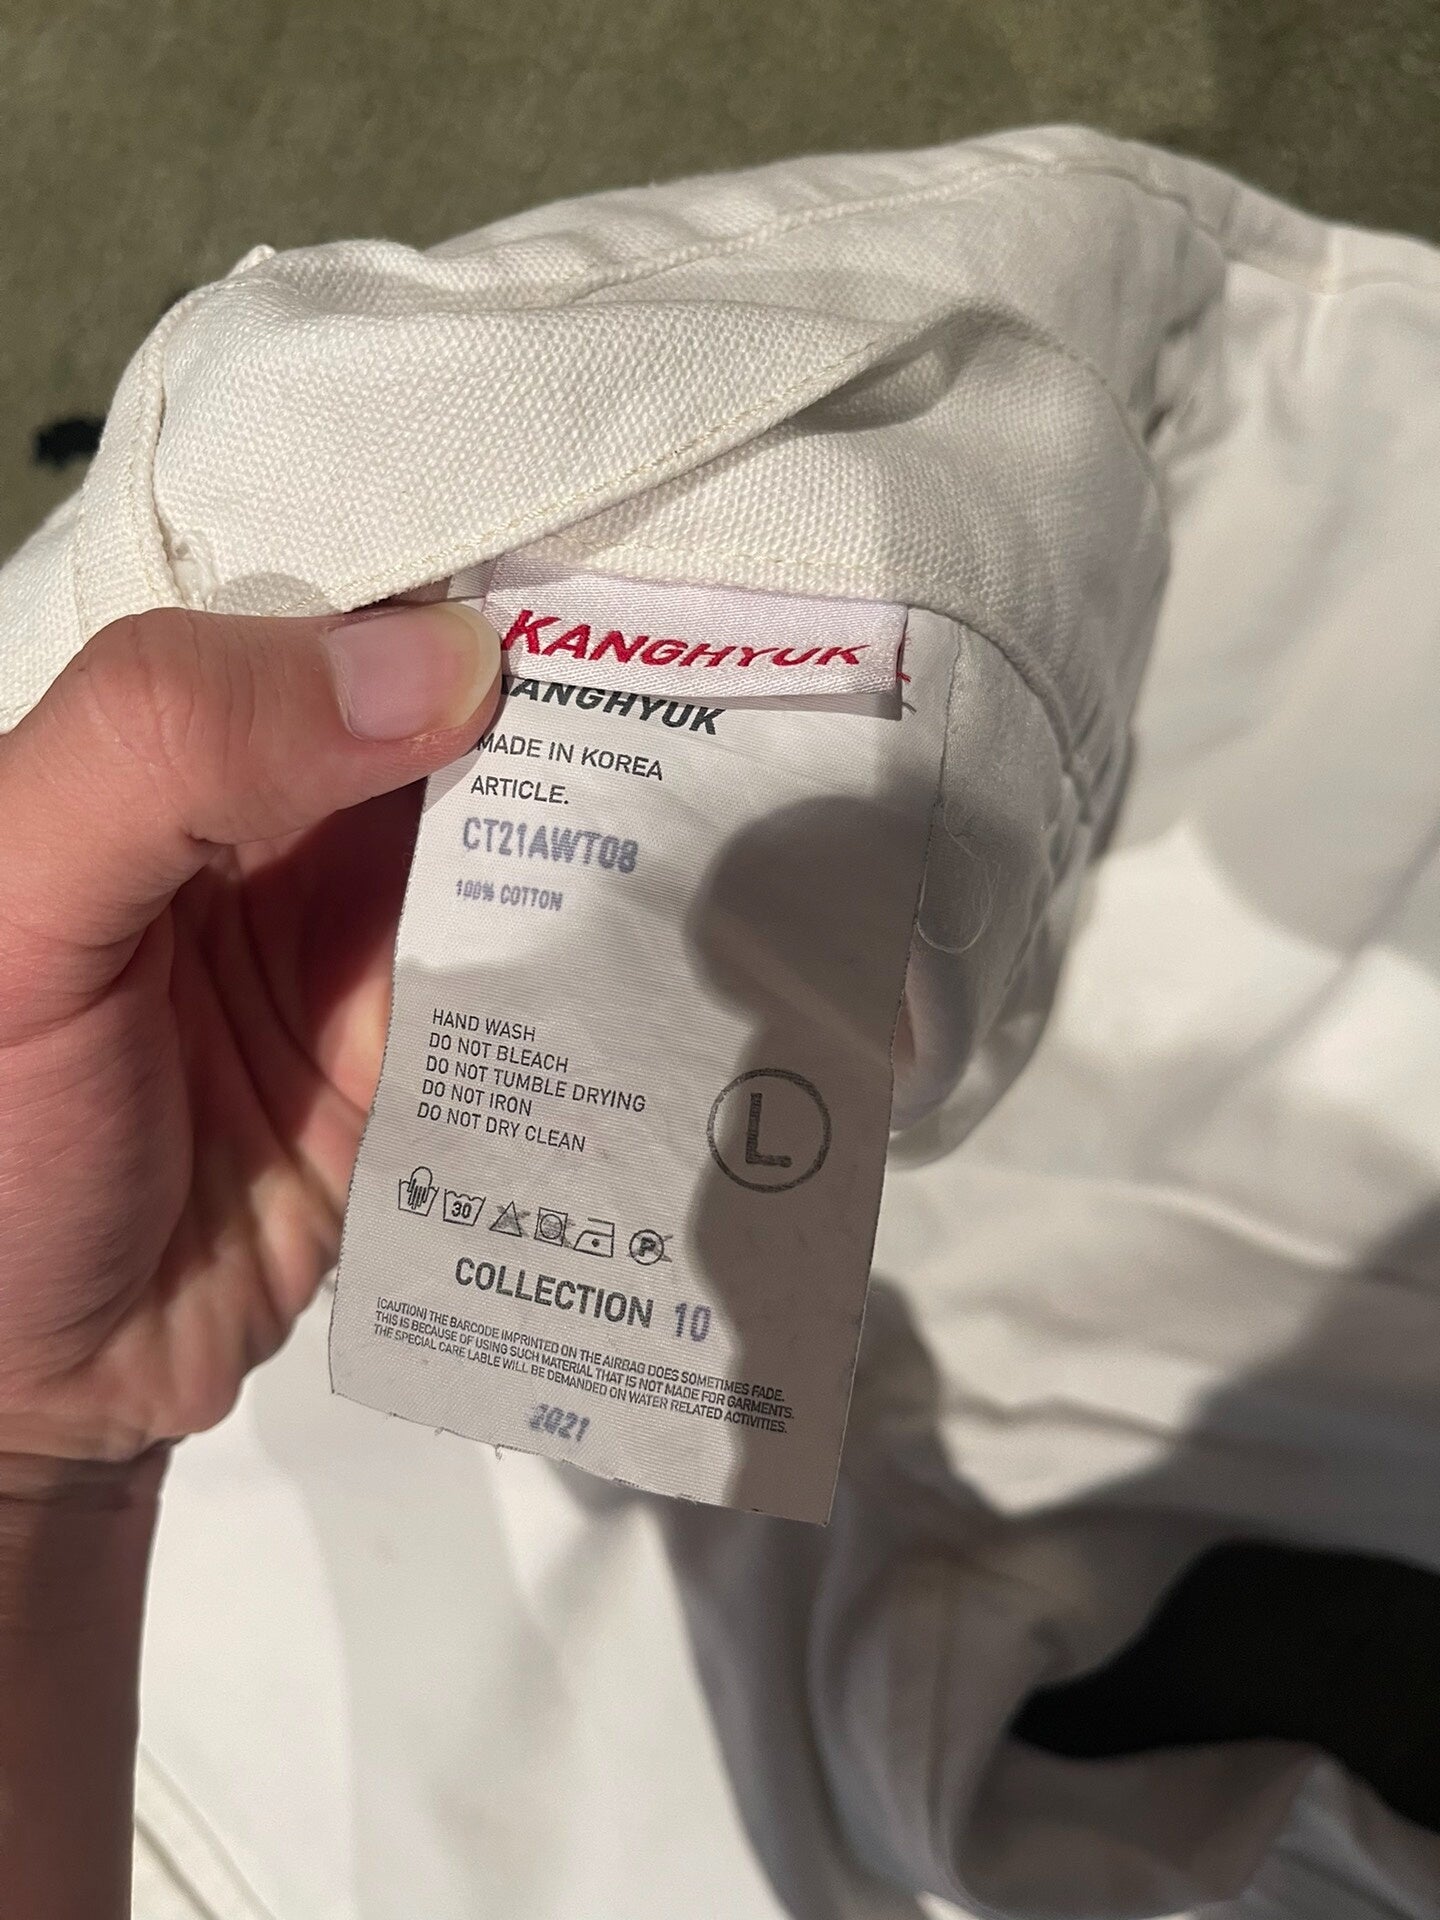 KANGHYUK
KANGHYUK
MADE IN KOREA
ARTICLE.
CT21AWT08
100% COTTON
HAND WASH
DO NOT BLEACH
DO NOT TUMBLE DRYING
DO NOT IRON
DO NOT DRY CLEAN
L
30
P
COLLECTION 10
(CAUTION) THE BARCODE IMPRINTED ON THE AIRBAG DOES SOMETIMES FADE.
THIS IS BECAUSE OF USING SUCH MATERIAL THAT IS NOT MADE FOR GARMENTS.
THE SPECIAL CARE LABLE WILL BE DEMANDED ON WATER RELATED ACTIVITIES.
2021